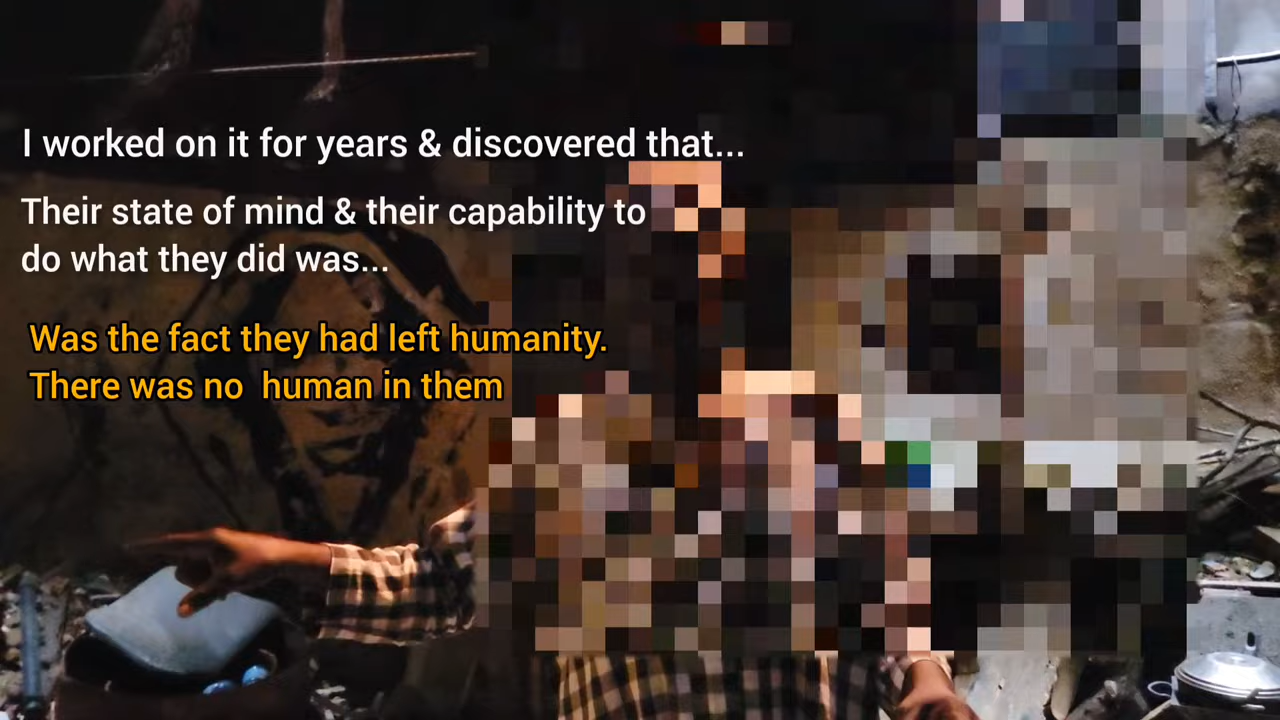 I worked on it for years & discovered that...
Their state of mind & their capability to
do what they did was...
Was the fact they had left humanity.
There was no  human in them